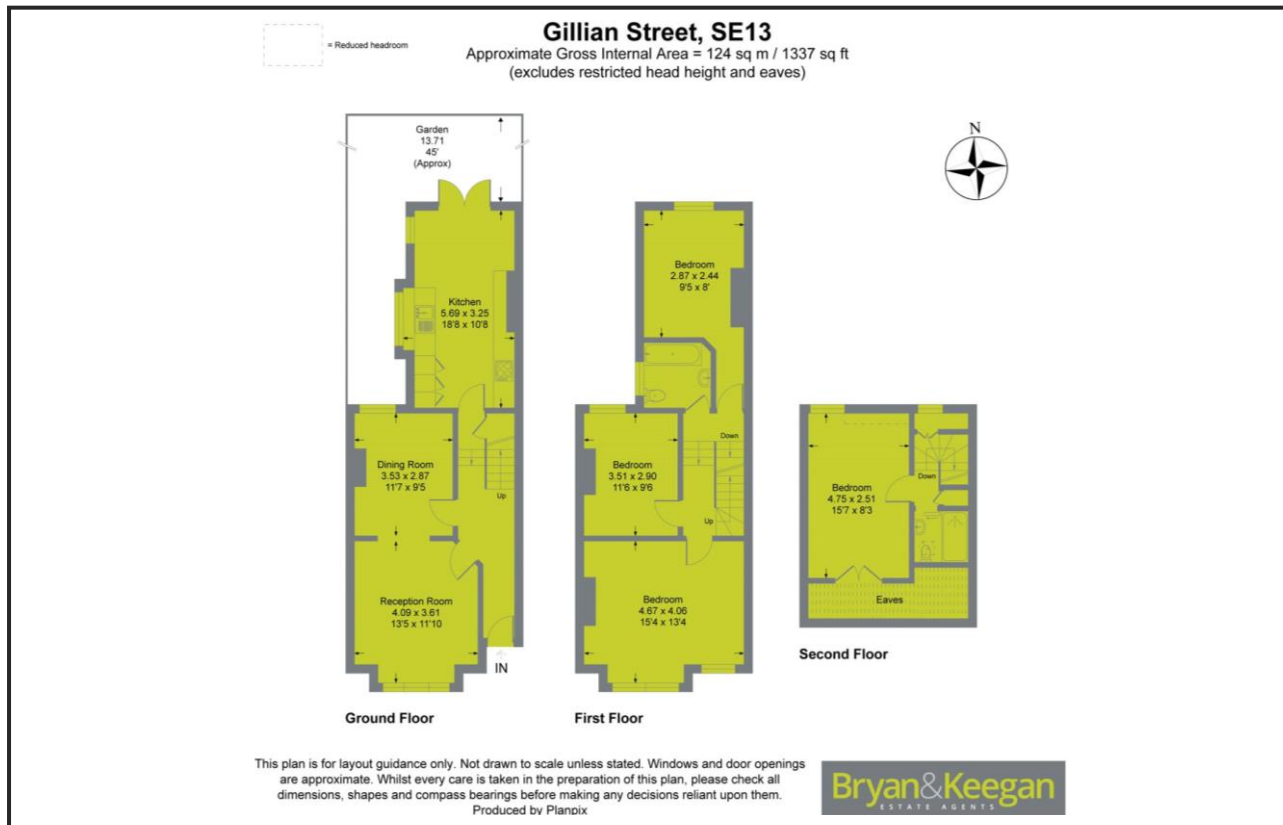 Gillian Street, SE13
Approximate Gross Internal Area = 124 sq m / 1337 sq ft
(excludes restricted head height and eaves)
= Reduced headroom
N
Garden
13.71
45'
(Approx)
Kitchen
5.69 x 3.25
18'8 x 10'8
Dining Room
3.53 x 2.87
11'7 x 9'5
Up
Reception Room
4.09 x 3.61
13'5 x 11'10
IN
Ground Floor
Bedroom
2.87 x 2.44
9'5 x 8'
Down
Bedroom
3.51 x 2.90
11'6 x 9'6
Up
Bedroom
4.67 x 4.06
15'4 x 13'4
First Floor
Down
Bedroom
4.75 x 2.51
15'7 x 8'3
Eaves
Second Floor
This plan is for layout guidance only. Not drawn to scale unless stated. Windows and door openings
are approximate. Whilst every care is taken in the preparation of this plan, please check all
dimensions, shapes and compass bearings before making any decisions reliant upon them.
Produced by Planpix
Bryan&Keegan
ESTATE AGENTS